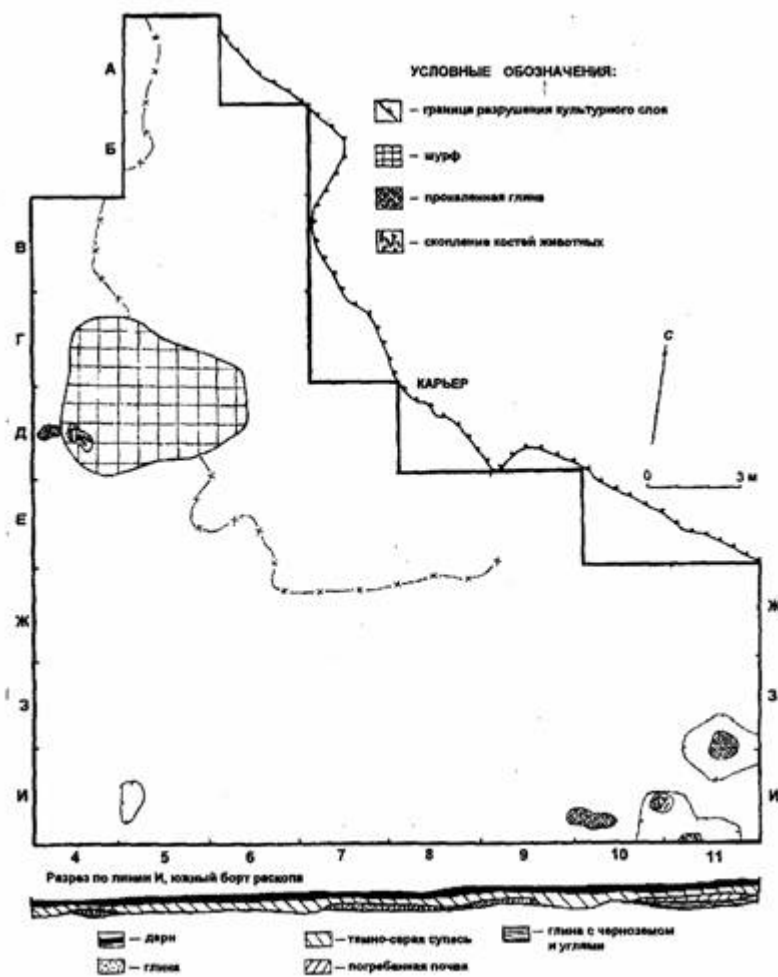 А
Б
В
Г
Д
Е
Ж
З
И
УСЛОВНЫЕ ОБОЗНАЧЕНИЯ:
– граница разрушения культурного слоя
– шурф
– прокаленная глина
– скопление костей животных
С
КАРЬЕР
0 3 м
Ж
З
И
4 5 6 7 8 9 10 11
Разрез по линии И, южный борт раскопа
– дерн
– темно-серая супесь
– глина с черноземом
и углями
– глина
– погребенная почва